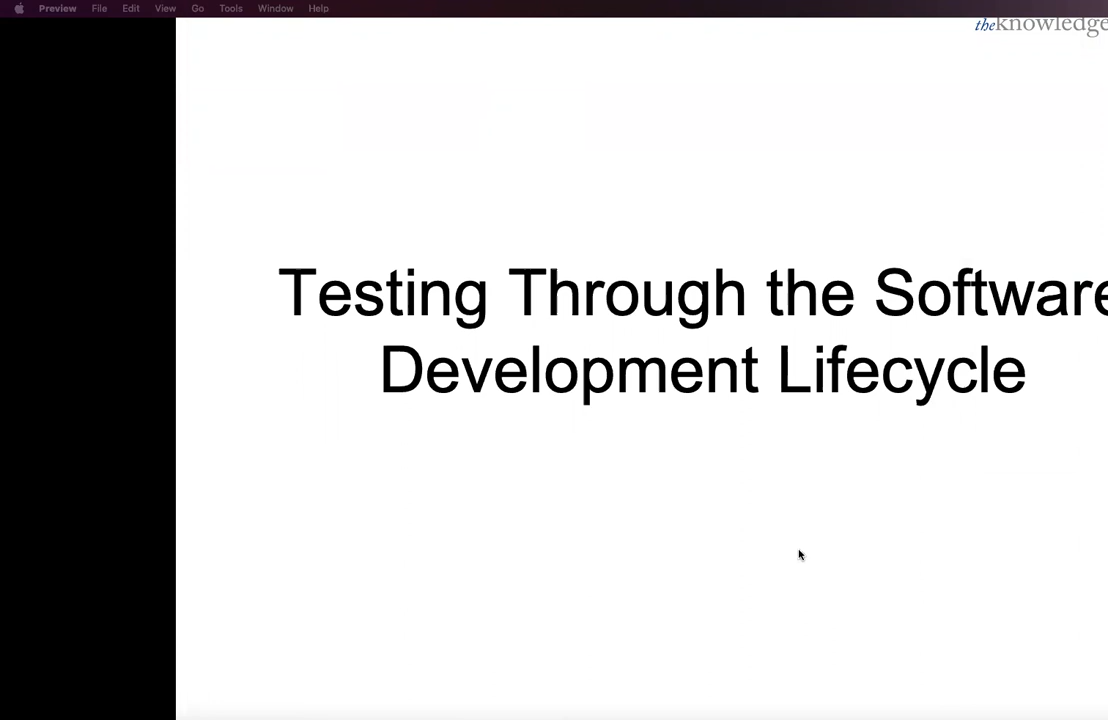 Preview File Edit View Go Tools Window Help
theknowledge
Testing Through the Software
Development Lifecycle